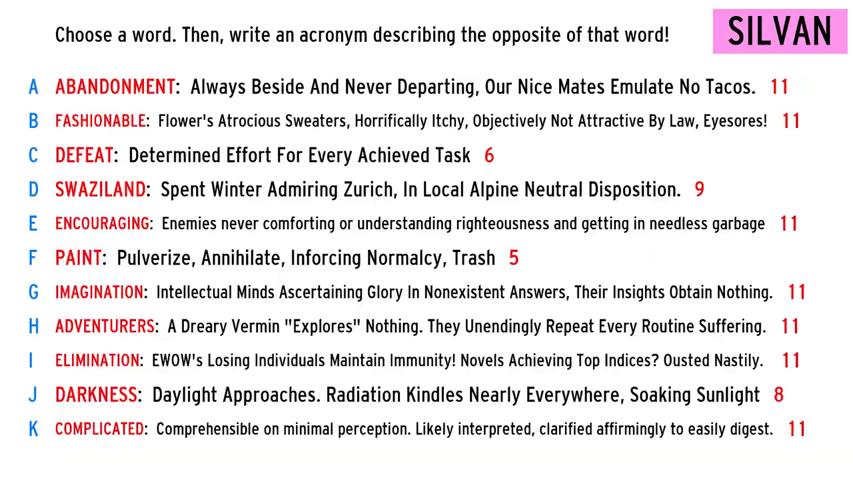 Choose a word. Then, write an acronym describing the opposite of that word!
SILVAN
A ABANDONMENT: Always Beside And Never Departing, Our Nice Mates Emulate No Tacos. 11
B FASHIONABLE: Flower's Atrocious Sweaters, Horrifically Itchy, Objectively Not Attractive By Law, Eyesores! 11
C DEFEAT: Determined Effort For Every Achieved Task 6
D SWAZILAND: Spent Winter Admiring Zurich, In Local Alpine Neutral Disposition. 9
E ENCOURAGING: Enemies never comforting or understanding righteousness and getting in needless garbage 11
F PAINT: Pulverize, Annihilate, Inforcing Normalcy, Trash 5
G IMAGINATION: Intellectual Minds Ascertaining Glory In Nonexistent Answers, Their Insights Obtain Nothing. 11
H ADVENTURERS: A Dreary Vermin "Explores" Nothing. They Unendingly Repeat Every Routine Suffering. 11
I ELIMINATION: EWOW's Losing Individuals Maintain Immunity! Novels Achieving Top Indices? Ousted Nastily. 11
J DARKNESS: Daylight Approaches. Radiation Kindles Nearly Everywhere, Soaking Sunlight 8
K COMPLICATED: Comprehensible on minimal perception. Likely interpreted, clarified affirmingly to easily digest. 11